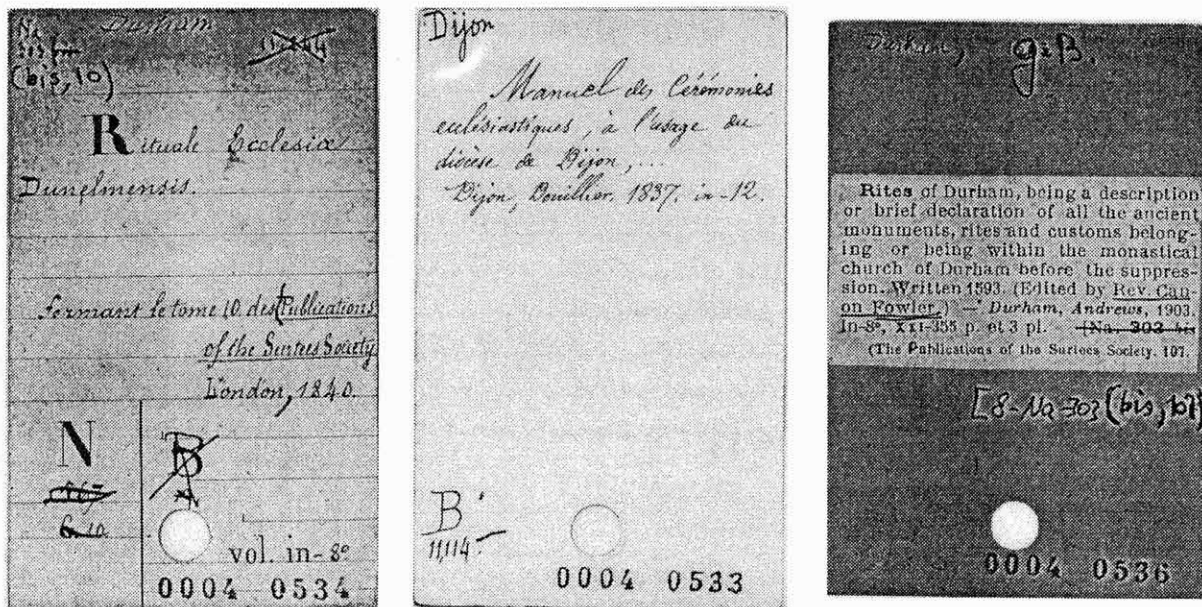 Durham
(bis, 10)
Rituale Ecclesiæ
Dunelmensis.
formant le tome 10 des (Publications
of the Surtees Society
London, 1840.
N
B
vol. in-8º
0004 0534
Dijon
Manuel des Cérémonies
ecclésiastiques, à l'usage du
diocèse de Dijon,...
Dijon, Douillier, 1837. in-12.
B
11,114
0004 0533
Durham, g^e B.
Rites of Durham, being a description
or brief declaration of all the ancient
monuments, rites and customs belong-
ing or being within the monastical
church of Durham before the suppres-
sion. Written 1593. (Edited by Rev. Can-
on Fowler.) — Durham, Andrews, 1903.
In-8º, XXI-355 p. et 3 pl. [Na. 303 bi
(The Publications of the Surtees Society. 107.
[8-Na-303 (bis,
0004 0536